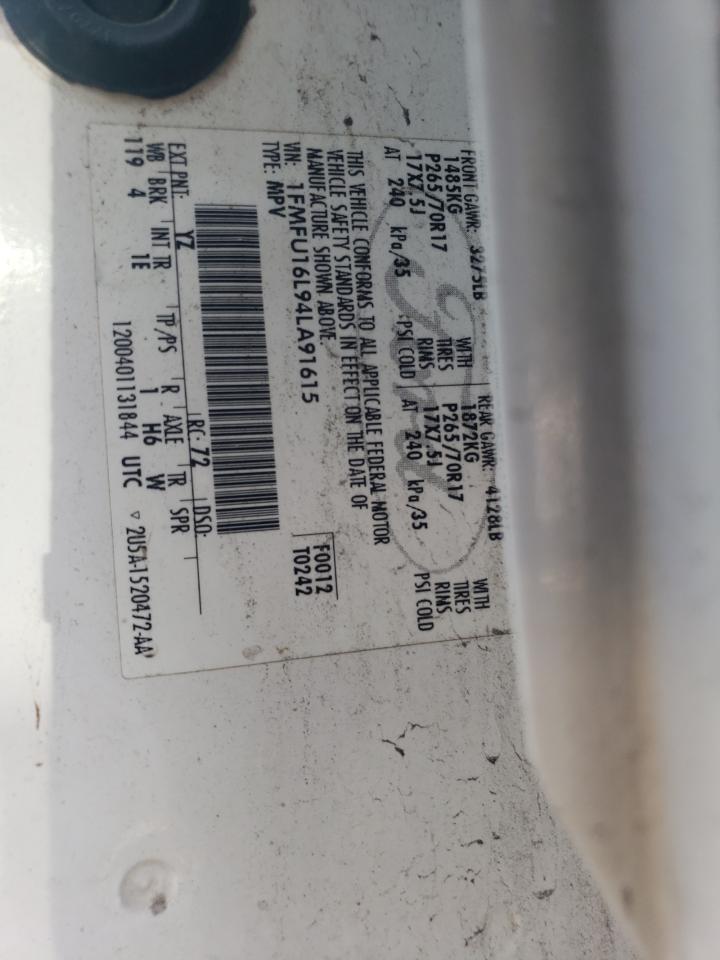 FRONT GAWR: 3275LB REAR GAWR: 4128LB
1485KG WITH 1872KG WITH
P265/70R17 TIRES P265/70R17 TIRES
17X7.5J RIMS 17X7.5J RIMS
AT 240 kPa/35 PSI COLD AT 240 kPa/35 PSI COLD
THIS VEHICLE CONFORMS TO ALL APPLICABLE FEDERAL MOTOR
VEHICLE SAFETY STANDARDS IN EFFECT ON THE DATE OF
MANUFACTURE SHOWN ABOVE.
VIN: 1FMFU16L94LA91615 F0012
TYPE: MPV T0242
EXT PNT: YZ RC: 72 DSO:
WB BRK INT TR TP/PS R AXLE TR SPR
119 4 1E 1 H6 W
1200401131844 UTC ▽ 2U5A-1520472-AA